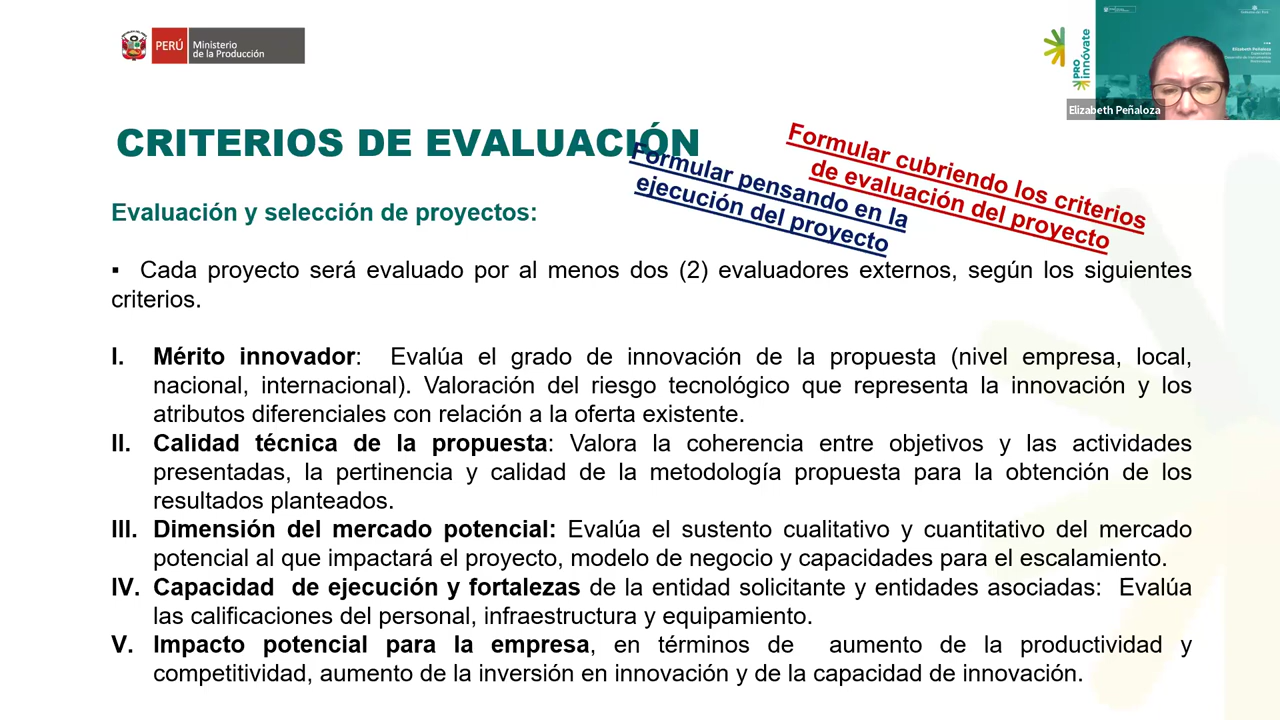 PERÚ
Ministerio
de la Producción
PRO
innóvate
Elizabeth Peñaloza
Elizabeth Peñaloza
CRITERIOS DE EVALUACIÓN
Formular pensando en la
ejecución del proyecto
Formular cubriendo los criterios
de evaluación del proyecto
Evaluación y selección de proyectos:
▪ Cada proyecto será evaluado por al menos dos (2) evaluadores externos, según los siguientes
criterios.
I. Mérito innovador: Evalúa el grado de innovación de la propuesta (nivel empresa, local,
nacional, internacional). Valoración del riesgo tecnológico que representa la innovación y los
atributos diferenciales con relación a la oferta existente.
II. Calidad técnica de la propuesta: Valora la coherencia entre objetivos y las actividades
presentadas, la pertinencia y calidad de la metodología propuesta para la obtención de los
resultados planteados.
III. Dimensión del mercado potencial: Evalúa el sustento cualitativo y cuantitativo del mercado
potencial al que impactará el proyecto, modelo de negocio y capacidades para el escalamiento.
IV. Capacidad de ejecución y fortalezas de la entidad solicitante y entidades asociadas: Evalúa
las calificaciones del personal, infraestructura y equipamiento.
V. Impacto potencial para la empresa, en términos de aumento de la productividad y
competitividad, aumento de la inversión en innovación y de la capacidad de innovación.